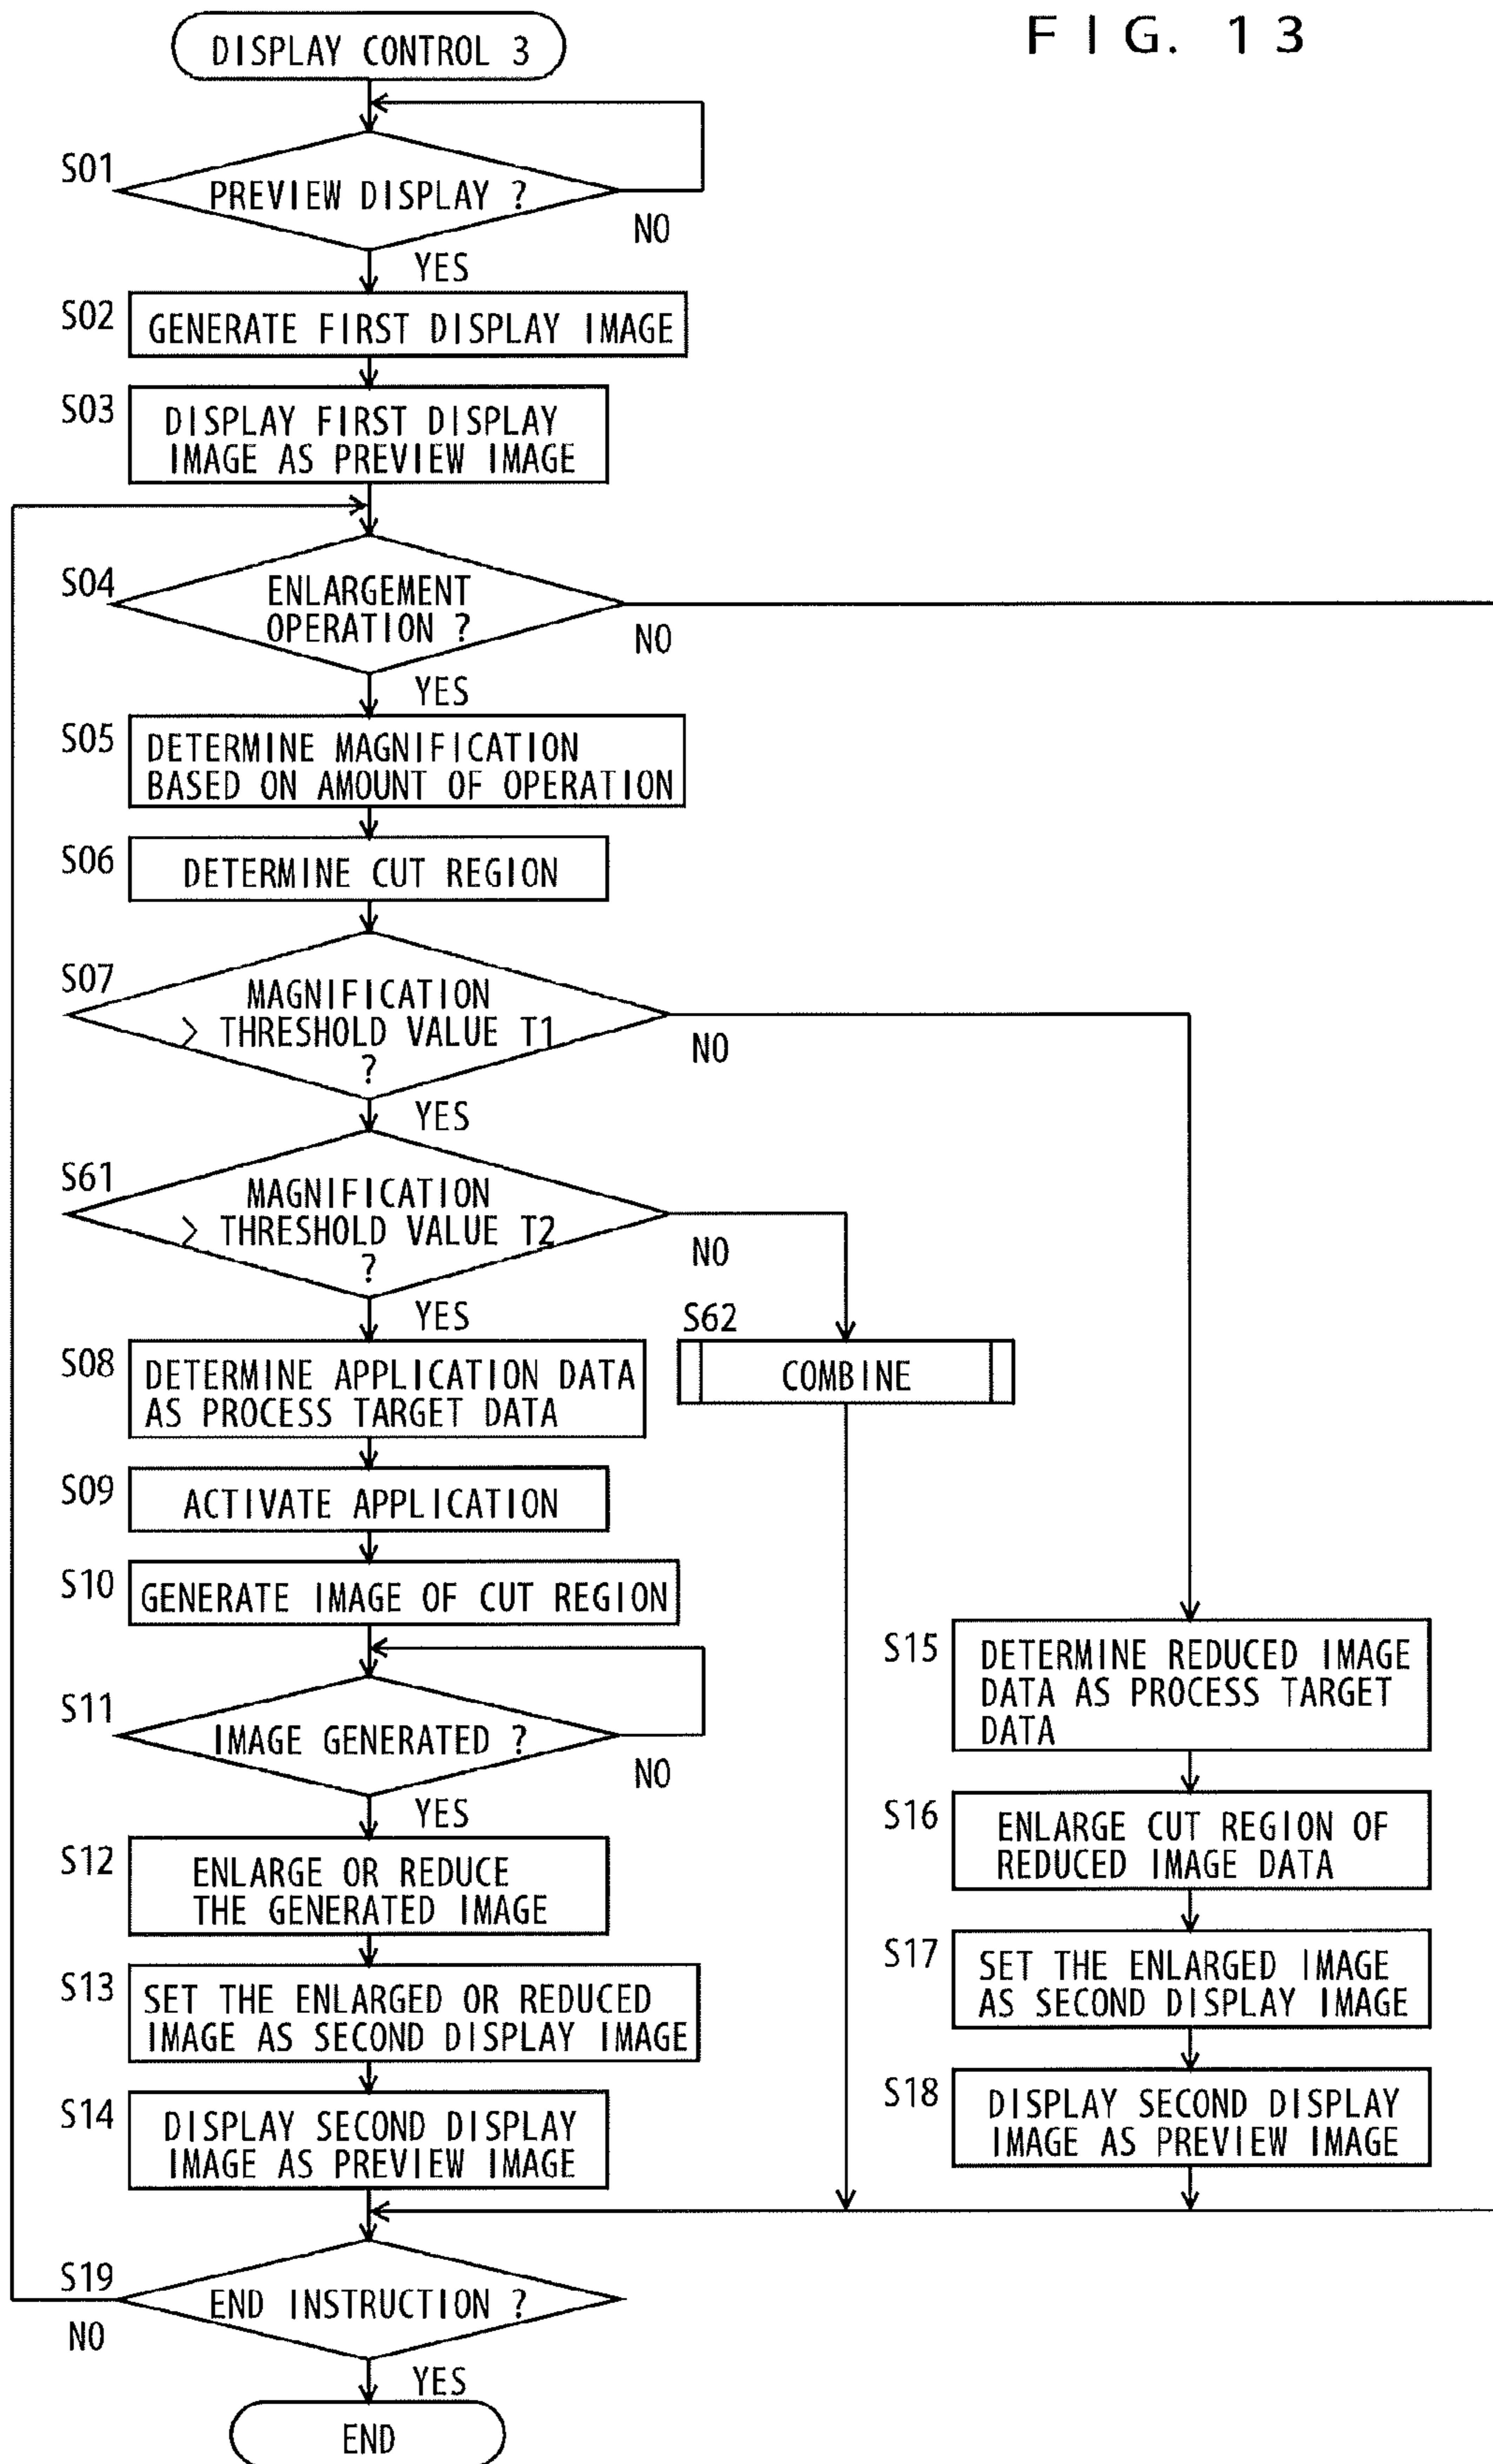 FIG. 13
DISPLAY CONTROL 3
S01
PREVIEW DISPLAY ?
NO
YES
S02
GENERATE FIRST DISPLAY IMAGE
S03
DISPLAY FIRST DISPLAY
IMAGE AS PREVIEW IMAGE
S04
ENLARGEMENT
OPERATION ?
NO
YES
S05
DETERMINE MAGNIFICATION
BASED ON AMOUNT OF OPERATION
S06
DETERMINE CUT REGION
S07
MAGNIFICATION
> THRESHOLD VALUE T1
?
NO
YES
S61
MAGNIFICATION
> THRESHOLD VALUE T2
?
NO
YES
S62
COMBINE
S08
DETERMINE APPLICATION DATA
AS PROCESS TARGET DATA
S09
ACTIVATE APPLICATION
S10
GENERATE IMAGE OF CUT REGION
S11
IMAGE GENERATED ?
NO
YES
S12
ENLARGE OR REDUCE
THE GENERATED IMAGE
S13
SET THE ENLARGED OR REDUCED
IMAGE AS SECOND DISPLAY IMAGE
S14
DISPLAY SECOND DISPLAY
IMAGE AS PREVIEW IMAGE
S15
DETERMINE REDUCED IMAGE
DATA AS PROCESS TARGET
DATA
S16
ENLARGE CUT REGION OF
REDUCED IMAGE DATA
S17
SET THE ENLARGED IMAGE
AS SECOND DISPLAY IMAGE
S18
DISPLAY SECOND DISPLAY
IMAGE AS PREVIEW IMAGE
S19
END INSTRUCTION ?
NO
YES
END